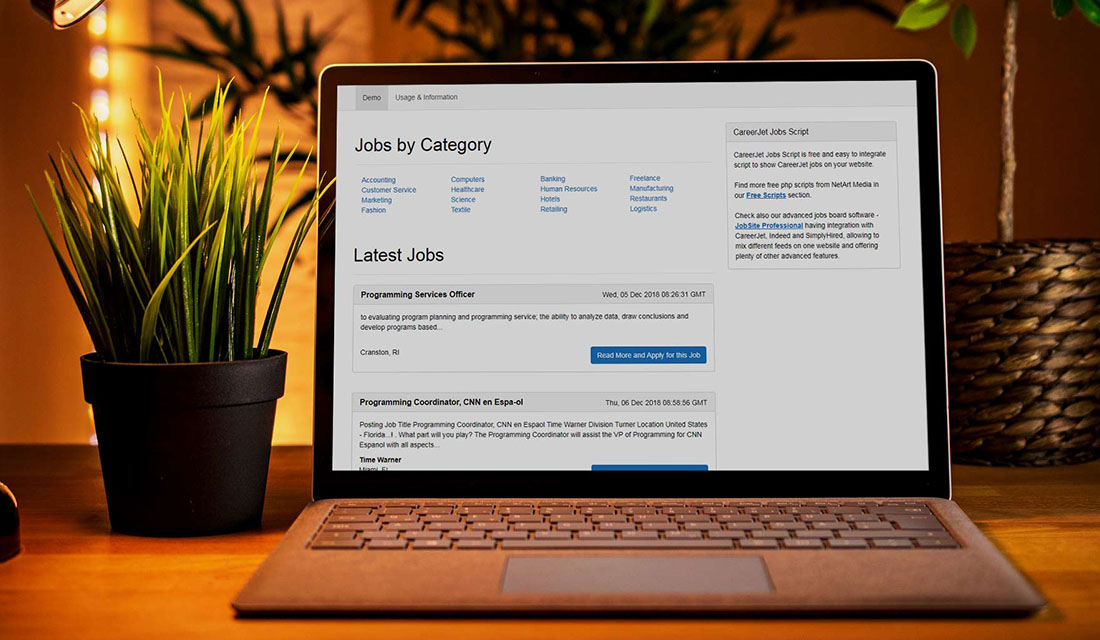 Demo Usage & Information
Jobs by Category
Accounting Computers Banking Freelance
Customer Service Healthcare Human Resources Manufacturing
Marketing Science Hotels Restaurants
Fashion Textile Retailing Logistics
Latest Jobs
Programming Services Officer Wed, 05 Dec 2018 08:26:31 GMT
to evaluating program planning and programming service; the ability to analyze data, draw conclusions and
develop programs based...
Cranston, RI
Read More and Apply for this Job
Programming Coordinator, CNN en Espa-ol Thu, 06 Dec 2018 08:58:56 GMT
Posting Job Title Programming Coordinator, CNN en Espaol Time Warner Division Turner Location United States
- Florida...I . What part will you play? The Programming Coordinator will assist the VP of Programming for CNN
Espanol with all aspects...
Time Warner
Miami, FL
CareerJet Jobs Script
CareerJet Jobs Script is free and easy to integrate
script to show CareerJet jobs on your website.
Find more free php scripts from NetArt Media in
our Free Scripts section.
Check also our advanced jobs board software -
JobSite Professional having integration with
CareerJet, Indeed and SimplyHired, allowing to
mix different feeds on one website and offering
plenty of other advanced features.